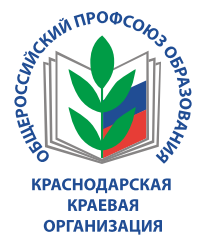 ОБЩЕРОССИЙСКИЙ ПРОФСОЮЗ ОБРАЗОВАНИЯ
КРАСНОДАРСКАЯ
КРАЕВАЯ
ОРГАНИЗАЦИЯ